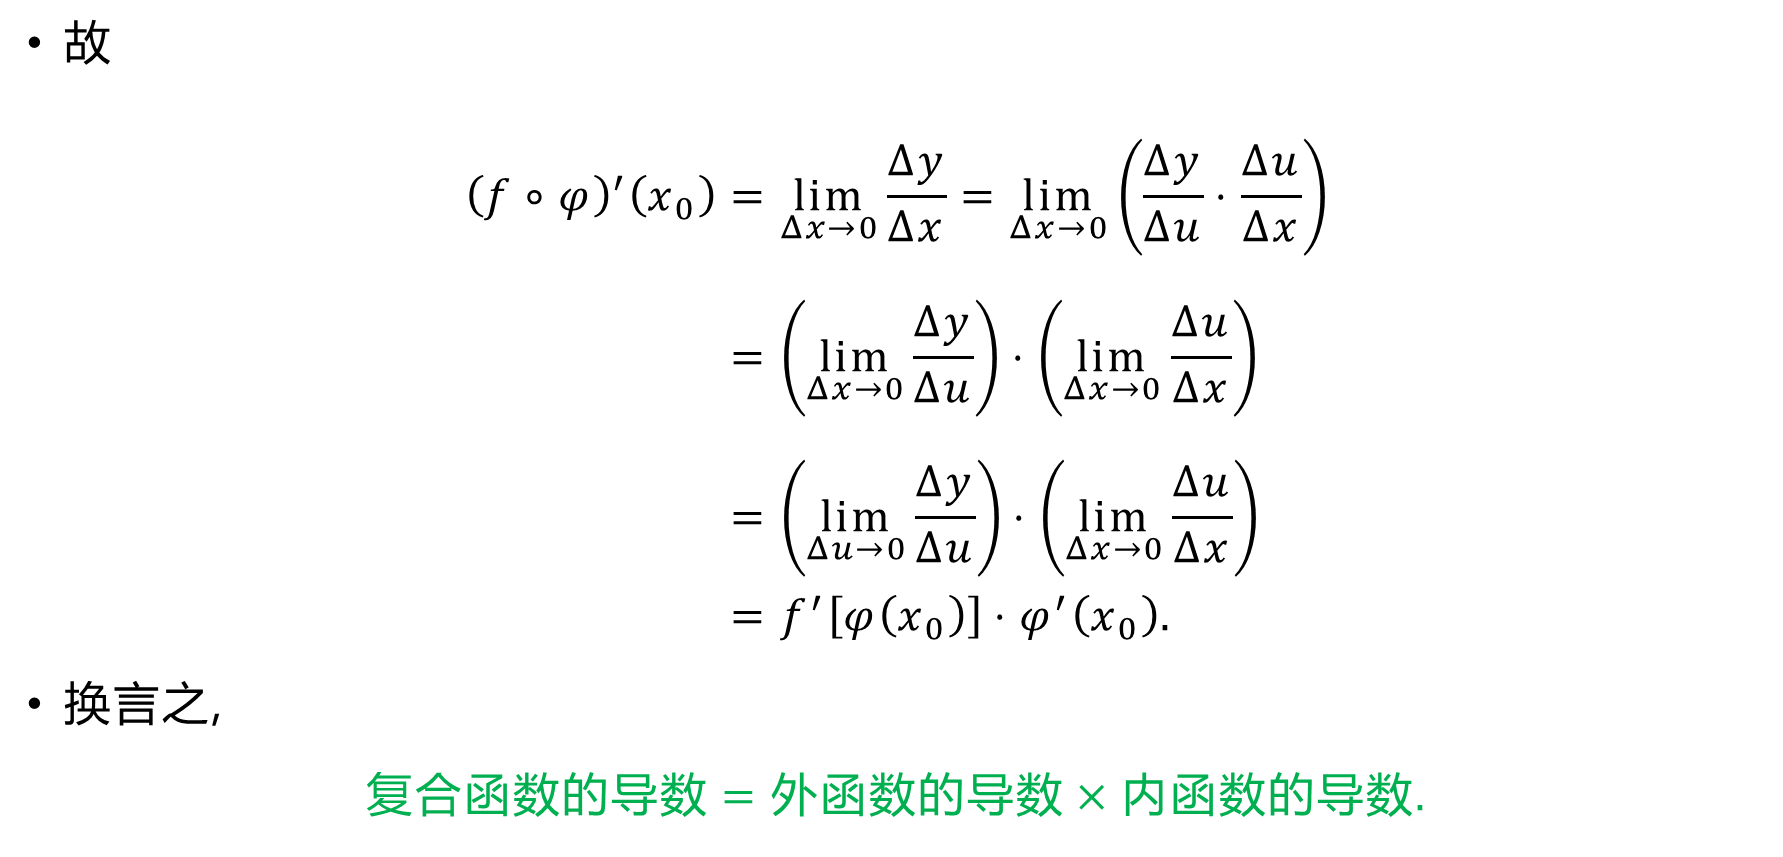 • 故
(f ∘ φ)′(x₀) = lim_{Δx→0} Δy/Δx = lim_{Δx→0} (Δy/Δu · Δu/Δx)
= (lim_{Δx→0} Δy/Δu) · (lim_{Δx→0} Δu/Δx)
= (lim_{Δu→0} Δy/Δu) · (lim_{Δx→0} Δu/Δx)
= f′[φ(x₀)] · φ′(x₀).
• 换言之,
复合函数的导数 = 外函数的导数 × 内函数的导数.